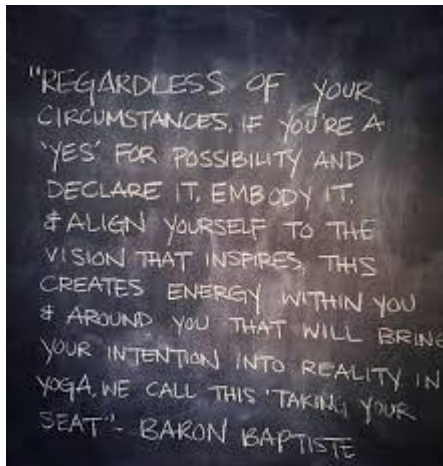 "REGARDLESS OF YOUR
CIRCUMSTANCES, IF YOU'RE A
'YES' FOR POSSIBILITY AND
DECLARE IT, EMBODY IT,
& ALIGN YOURSELF TO THE
VISION THAT INSPIRES, THIS
CREATES ENERGY WITHIN YOU
& AROUND YOU THAT WILL BRING
YOUR INTENTION INTO REALITY IN
YOGA, WE CALL THIS 'TAKING YOUR
SEAT'" - BARON BAPTISTE